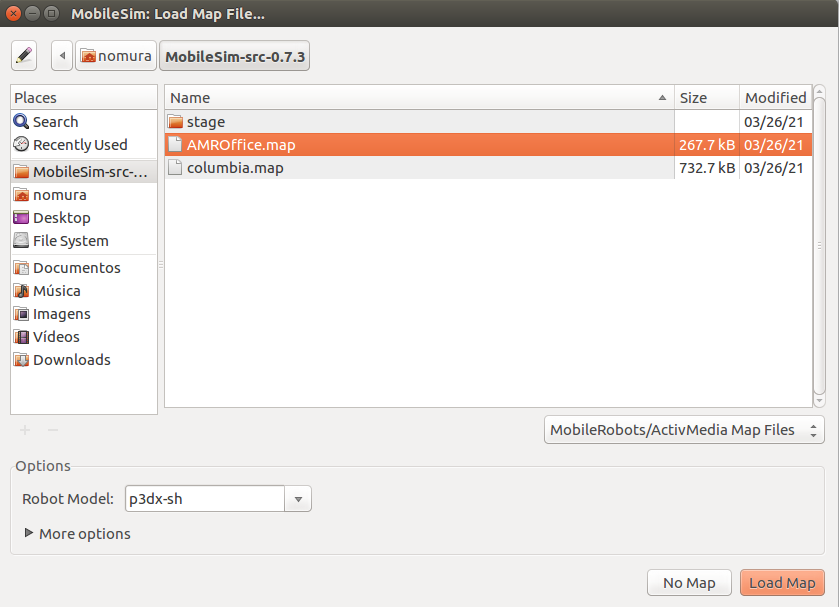 MobileSim: Load Map File...
nomura MobileSim-src-0.7.3
Places
Search
Recently Used
MobileSim-src-...
nomura
Desktop
File System
Documentos
Música
Imagens
Vídeos
Downloads
Name Size Modified
stage 03/26/21
AMROffice.map 267.7 kB 03/26/21
columbia.map 732.7 kB 03/26/21
MobileRobots/ActivMedia Map Files
Options
Robot Model: p3dx-sh
More options
No Map Load Map